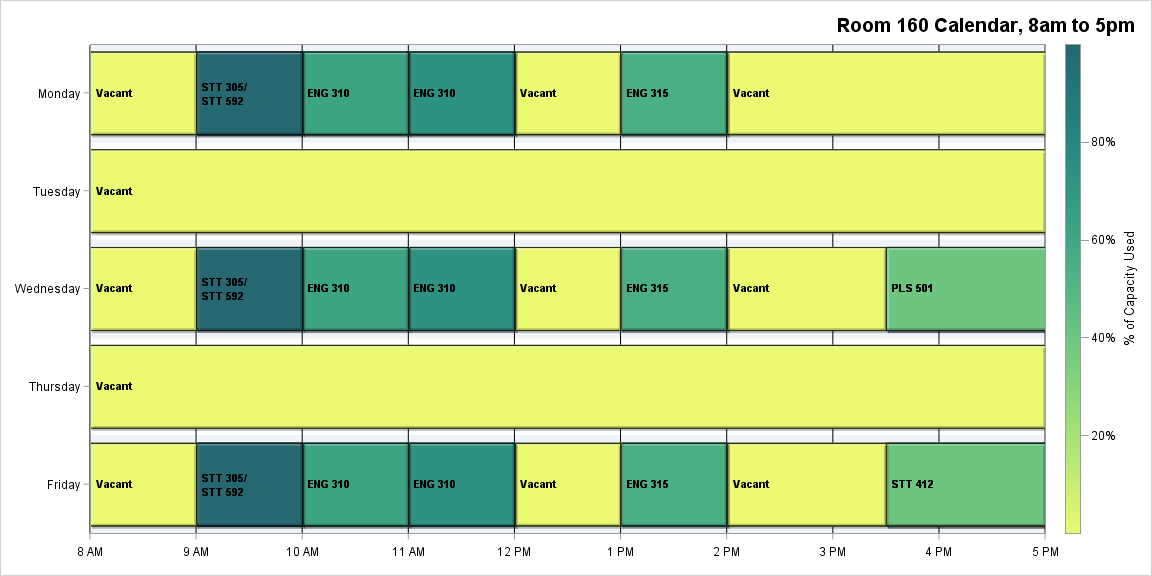 Room 160 Calendar, 8am to 5pm
Monday
Vacant
STT 305/
STT 592
ENG 310
ENG 310
Vacant
ENG 315
Vacant
Tuesday
Vacant
Wednesday
Vacant
STT 305/
STT 592
ENG 310
ENG 310
Vacant
ENG 315
Vacant
PLS 501
Thursday
Vacant
Friday
Vacant
STT 305/
STT 592
ENG 310
ENG 310
Vacant
ENG 315
Vacant
STT 412
8 AM
9 AM
10 AM
11 AM
12 PM
1 PM
2 PM
3 PM
4 PM
5 PM
80%
60%
40%
20%
% of Capacity Used